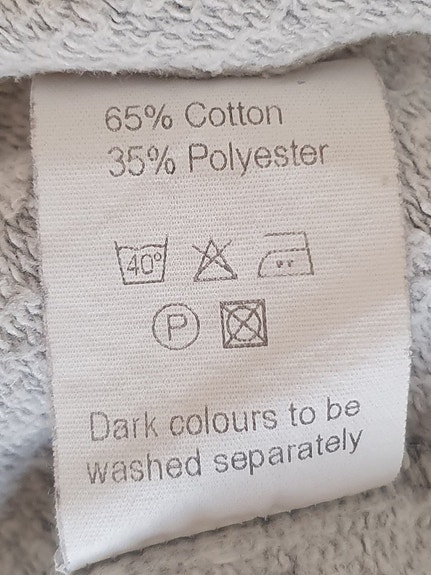 65% Cotton
35% Polyester
40°
P
Dark colours to be
washed separately